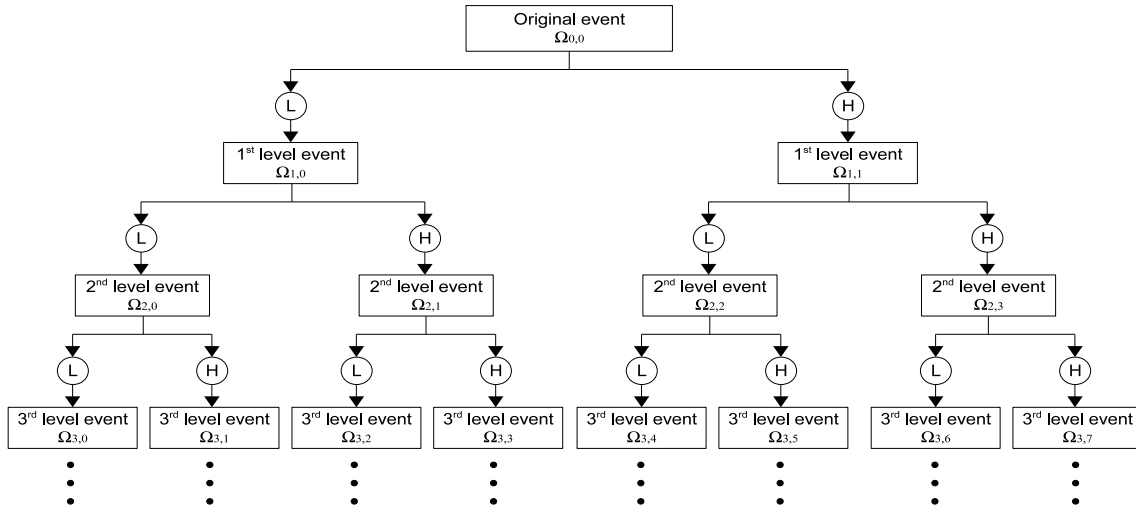 Original event
Ω0,0
L
H
1st level event
Ω1,0
1st level event
Ω1,1
L
H
L
H
2nd level event
Ω2,0
2nd level event
Ω2,1
2nd level event
Ω2,2
2nd level event
Ω2,3
L
H
L
H
L
H
L
H
3rd level event
Ω3,0
3rd level event
Ω3,1
3rd level event
Ω3,2
3rd level event
Ω3,3
3rd level event
Ω3,4
3rd level event
Ω3,5
3rd level event
Ω3,6
3rd level event
Ω3,7